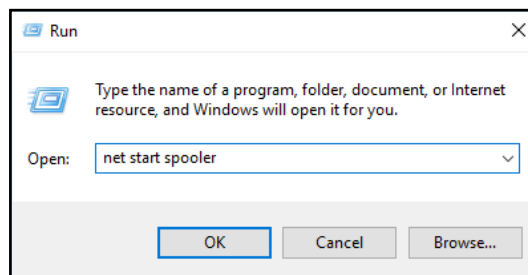 Run
Type the name of a program, folder, document, or Internet
resource, and Windows will open it for you.
Open: net start spooler
OK Cancel Browse...